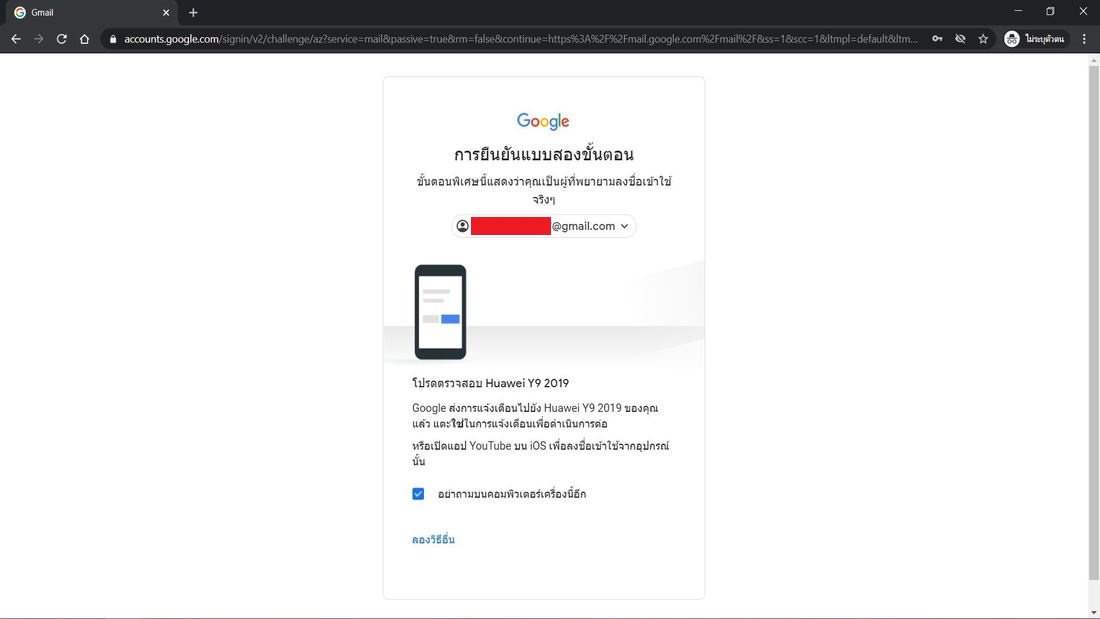 Gmail
accounts.google.com/signin/v2/challenge/az?service=mail&passive=true&rm=false&continue=https%3A%2F%2Fmail.google.com%2Fmail%2F&ss=1&scc=1&ltmpl=default&ltm...
ไม่ระบุตัวตน
Google
การยืนยันแบบสองขั้นตอน
ขั้นตอนพิเศษนี้แสดงว่าคุณเป็นผู้ที่พยายามลงชื่อเข้าใช้
จริงๆ
@gmail.com
โปรดตรวจสอบ Huawei Y9 2019
Google ส่งการแจ้งเตือนไปยัง Huawei Y9 2019 ของคุณ
แล้ว แตะใช่ในการแจ้งเตือนเพื่อดำเนินการต่อ
หรือเปิดแอป YouTube บน iOS เพื่อลงชื่อเข้าใช้จากอุปกรณ์
นั้น
อย่าถามบนคอมพิวเตอร์เครื่องนี้อีก
ลองวิธีอื่น